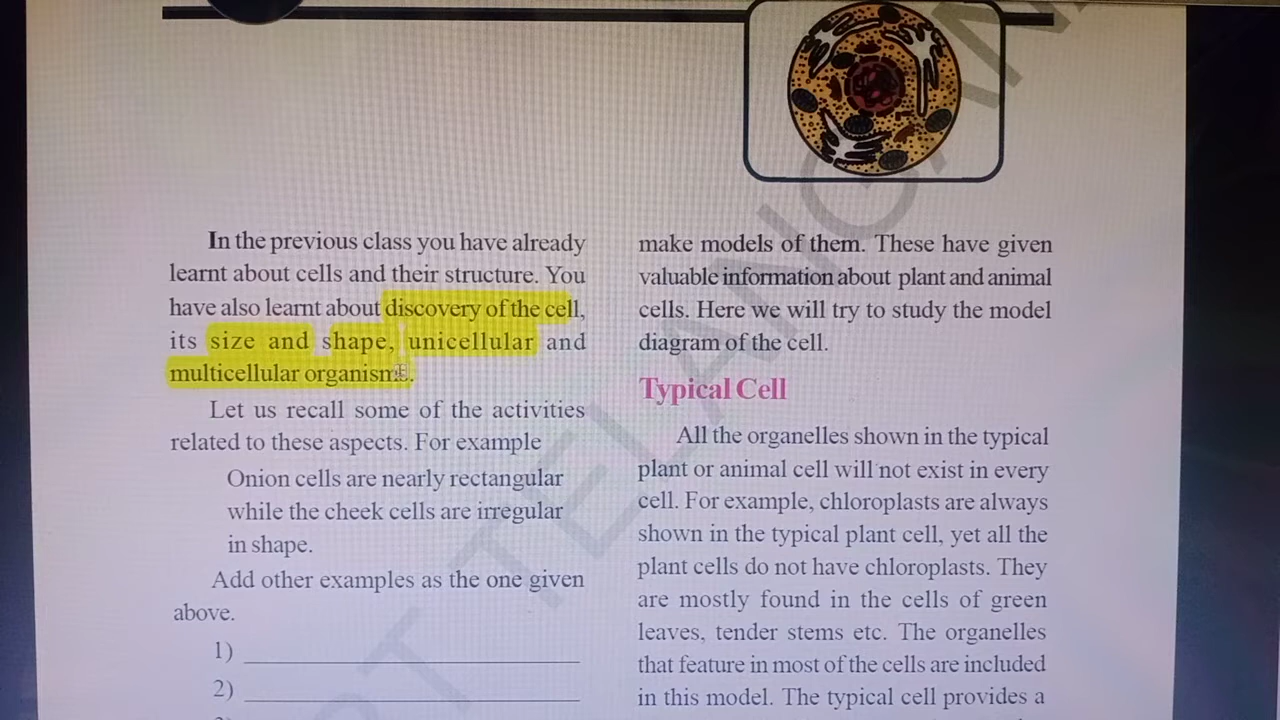 In the previous class you have already
learnt about cells and their structure. You
have also learnt about discovery of the cell,
its size and shape, unicellular and
multicellular organisms.
Let us recall some of the activities
related to these aspects. For example
Onion cells are nearly rectangular
while the cheek cells are irregular
in shape.
Add other examples as the one given
above.
1)
2)
make models of them. These have given
valuable information about plant and animal
cells. Here we will try to study the model
diagram of the cell.
Typical Cell
All the organelles shown in the typical
plant or animal cell will not exist in every
cell. For example, chloroplasts are always
shown in the typical plant cell, yet all the
plant cells do not have chloroplasts. They
are mostly found in the cells of green
leaves, tender stems etc. The organelles
that feature in most of the cells are included
in this model. The typical cell provides a